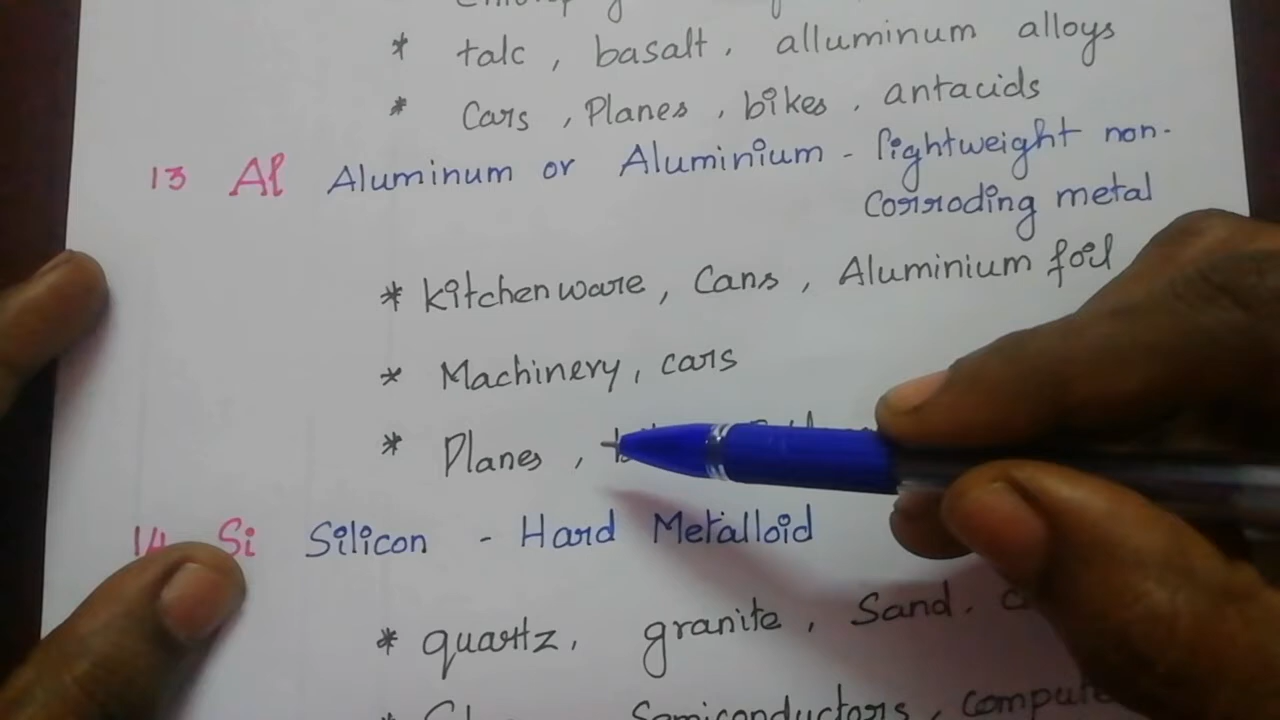 * talc, basalt, alluminum alloys
* Cars, Planes, bikes, antacids
13 Al Aluminum or Aluminium - lightweight non-
Corroding metal
* kitchenware, Cans, Aluminium foil
* Machinery, cars
* Planes,
14 Si Silicon - Hard Metalloid
* quartz, granite, Sand.
* Semiconductors,